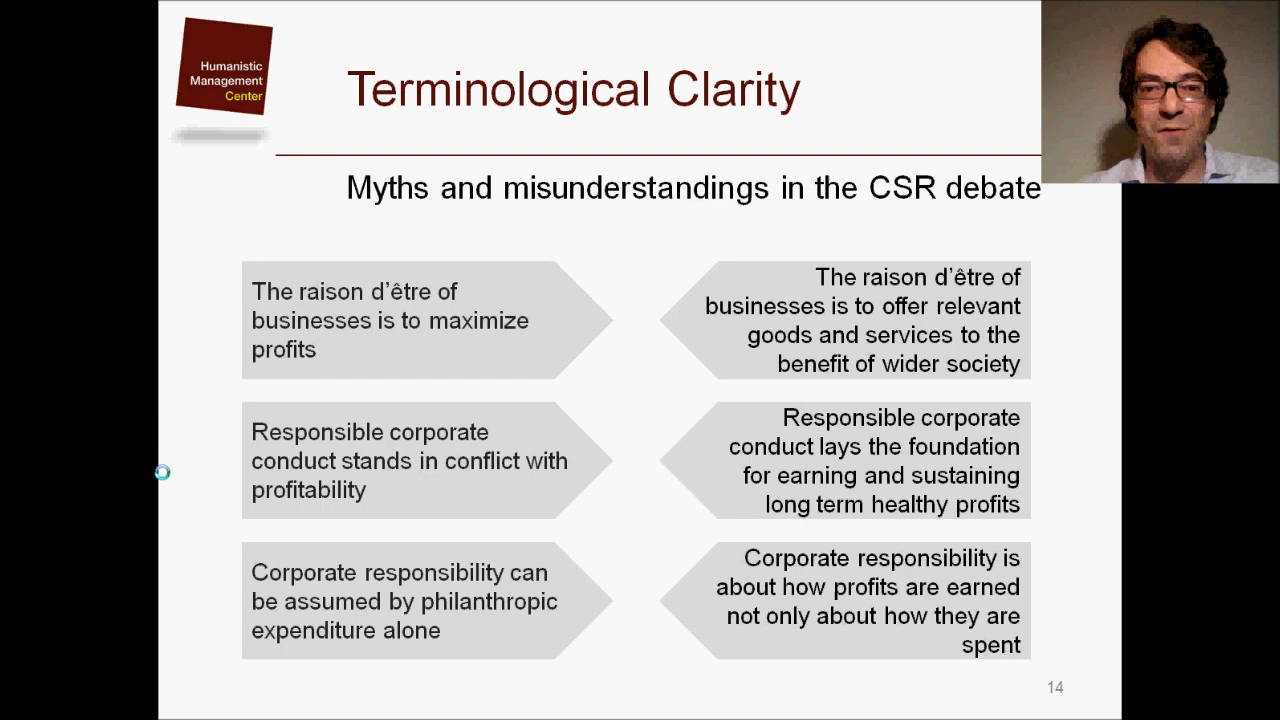 Humanistic
Management
Center
Terminological Clarity
Myths and misunderstandings in the CSR debate
The raison d'être of
businesses is to maximize
profits
The raison d'être of
businesses is to offer relevant
goods and services to the
benefit of wider society
Responsible corporate
conduct stands in conflict with
profitability
Responsible corporate
conduct lays the foundation
for earning and sustaining
long term healthy profits
Corporate responsibility can
be assumed by philanthropic
expenditure alone
Corporate responsibility is
about how profits are earned
not only about how they are
spent
14